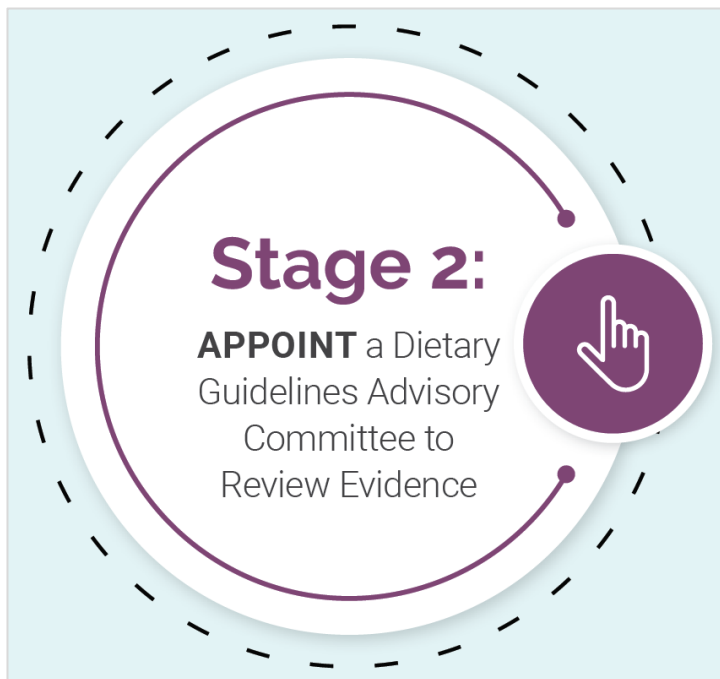 Stage 2:
APPOINT a Dietary
Guidelines Advisory
Committee to
Review Evidence